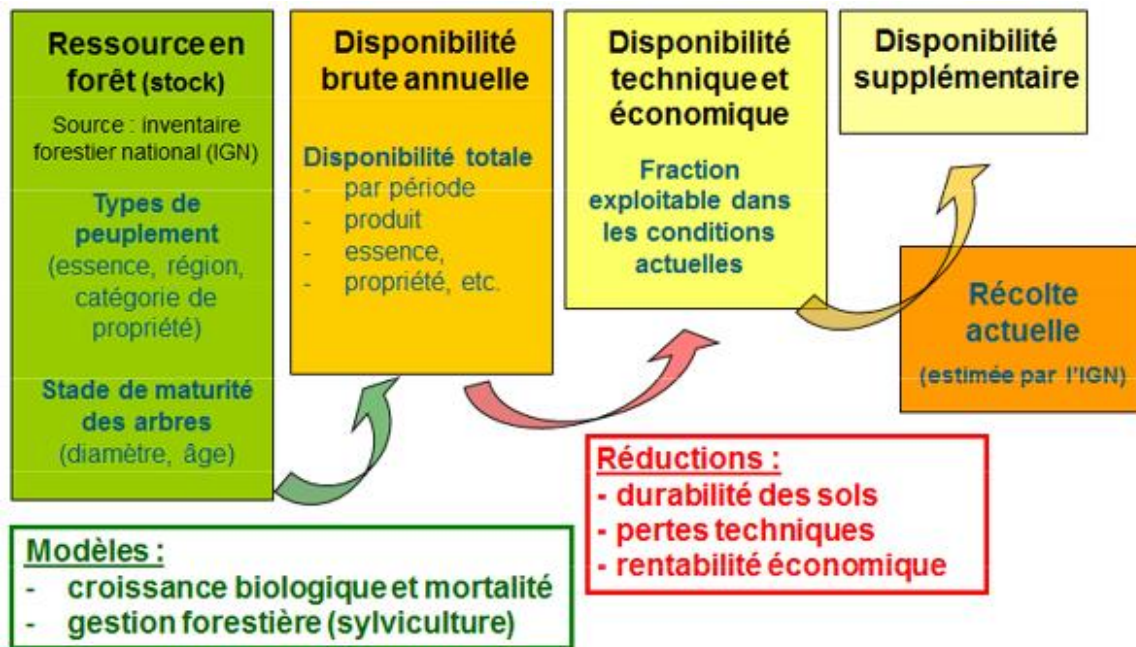 Ressource en
forêt (stock)
Source : inventaire
forestier national (IGN)
Types de
peuplement
(essence, région,
catégorie de
propriété)
Stade de maturité
des arbres
(diamètre, âge)
Disponibilité
brute annuelle
Disponibilité totale
- par période
- produit
- essence,
- propriété, etc.
Disponibilité
technique et
économique
Fraction
exploitable dans
les conditions
actuelles
Disponibilité
supplémentaire
Récolte
actuelle
(estimée par l'IGN)
Modèles :
- croissance biologique et mortalité
- gestion forestière (sylviculture)
Réductions :
- durabilité des sols
- pertes techniques
- rentabilité économique